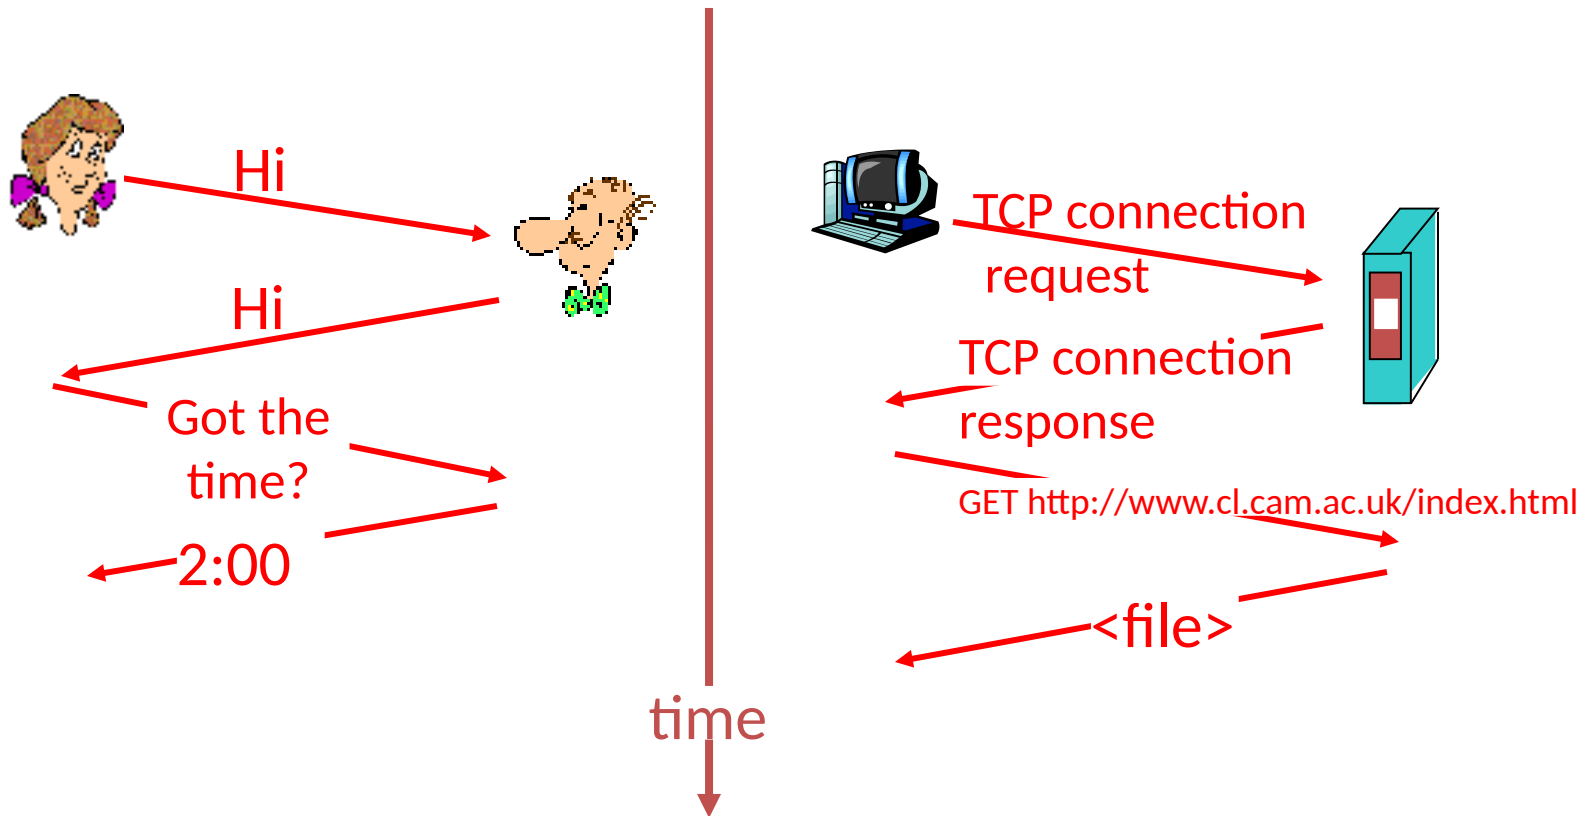 Hi
Hi
Got the
time?
2:00
TCP connection
request
TCP connection
response
GET http://www.cl.cam.ac.uk/index.html
<file>
time